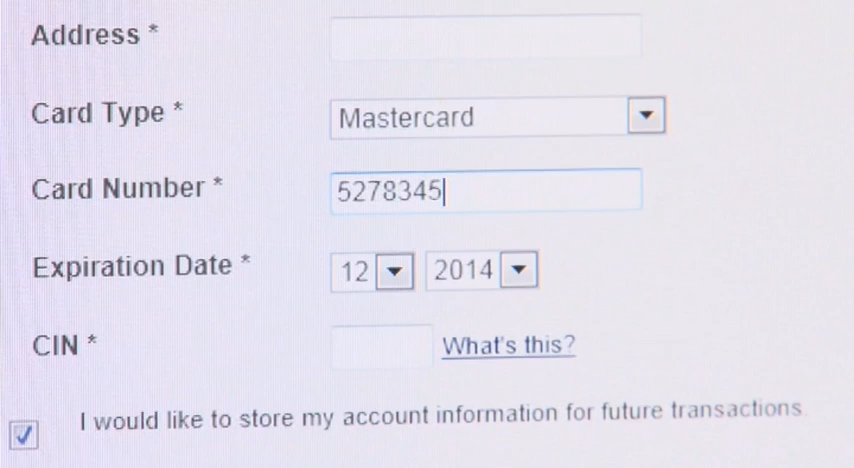 Address *
Card Type * Mastercard
Card Number * 5278345
Expiration Date * 12 2014
CIN * What's this?
I would like to store my account information for future transactions